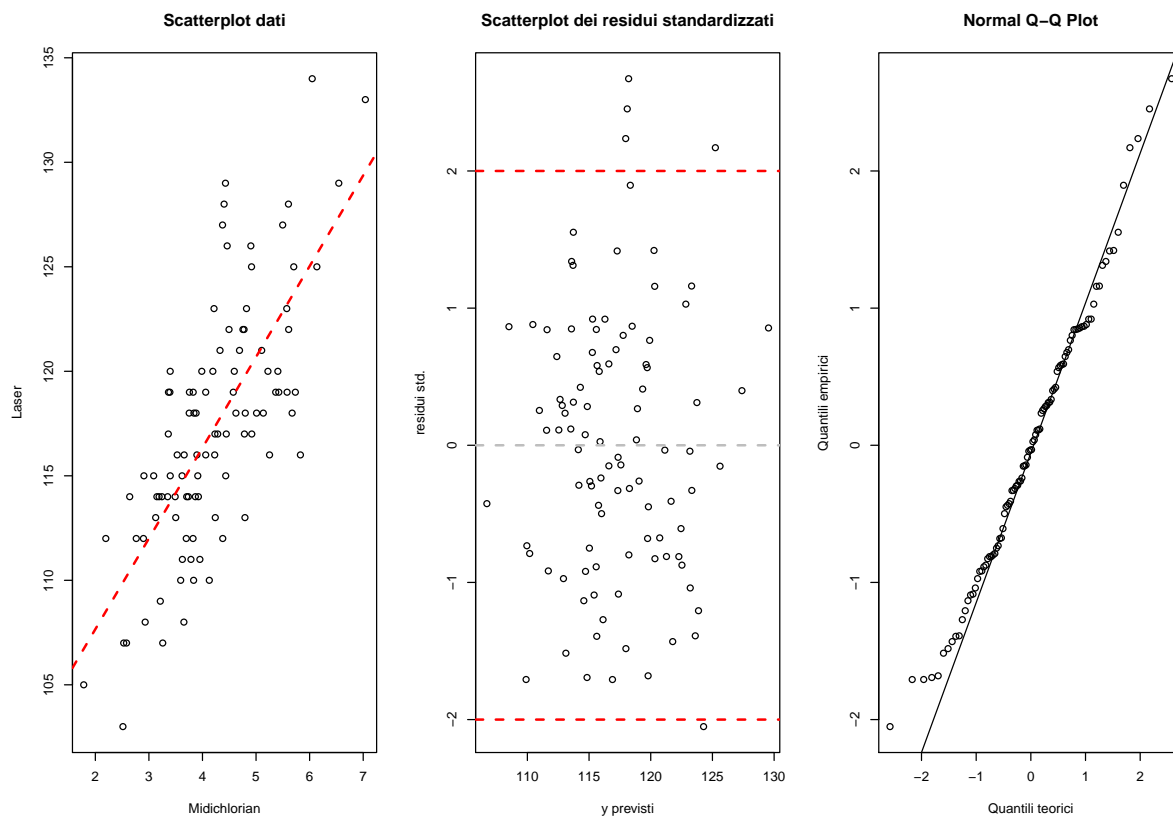 Scatterplot dati
Laser
135
130
125
120
115
110
105
2 3 4 5 6 7
Midichlorian
Scatterplot dei residui standardizzati
residui std.
2
1
0
−1
−2
110 115 120 125 130
y previsti
Normal Q−Q Plot
Quantili empirici
2
1
0
−1
−2
−2 −1 0 1 2
Quantili teorici